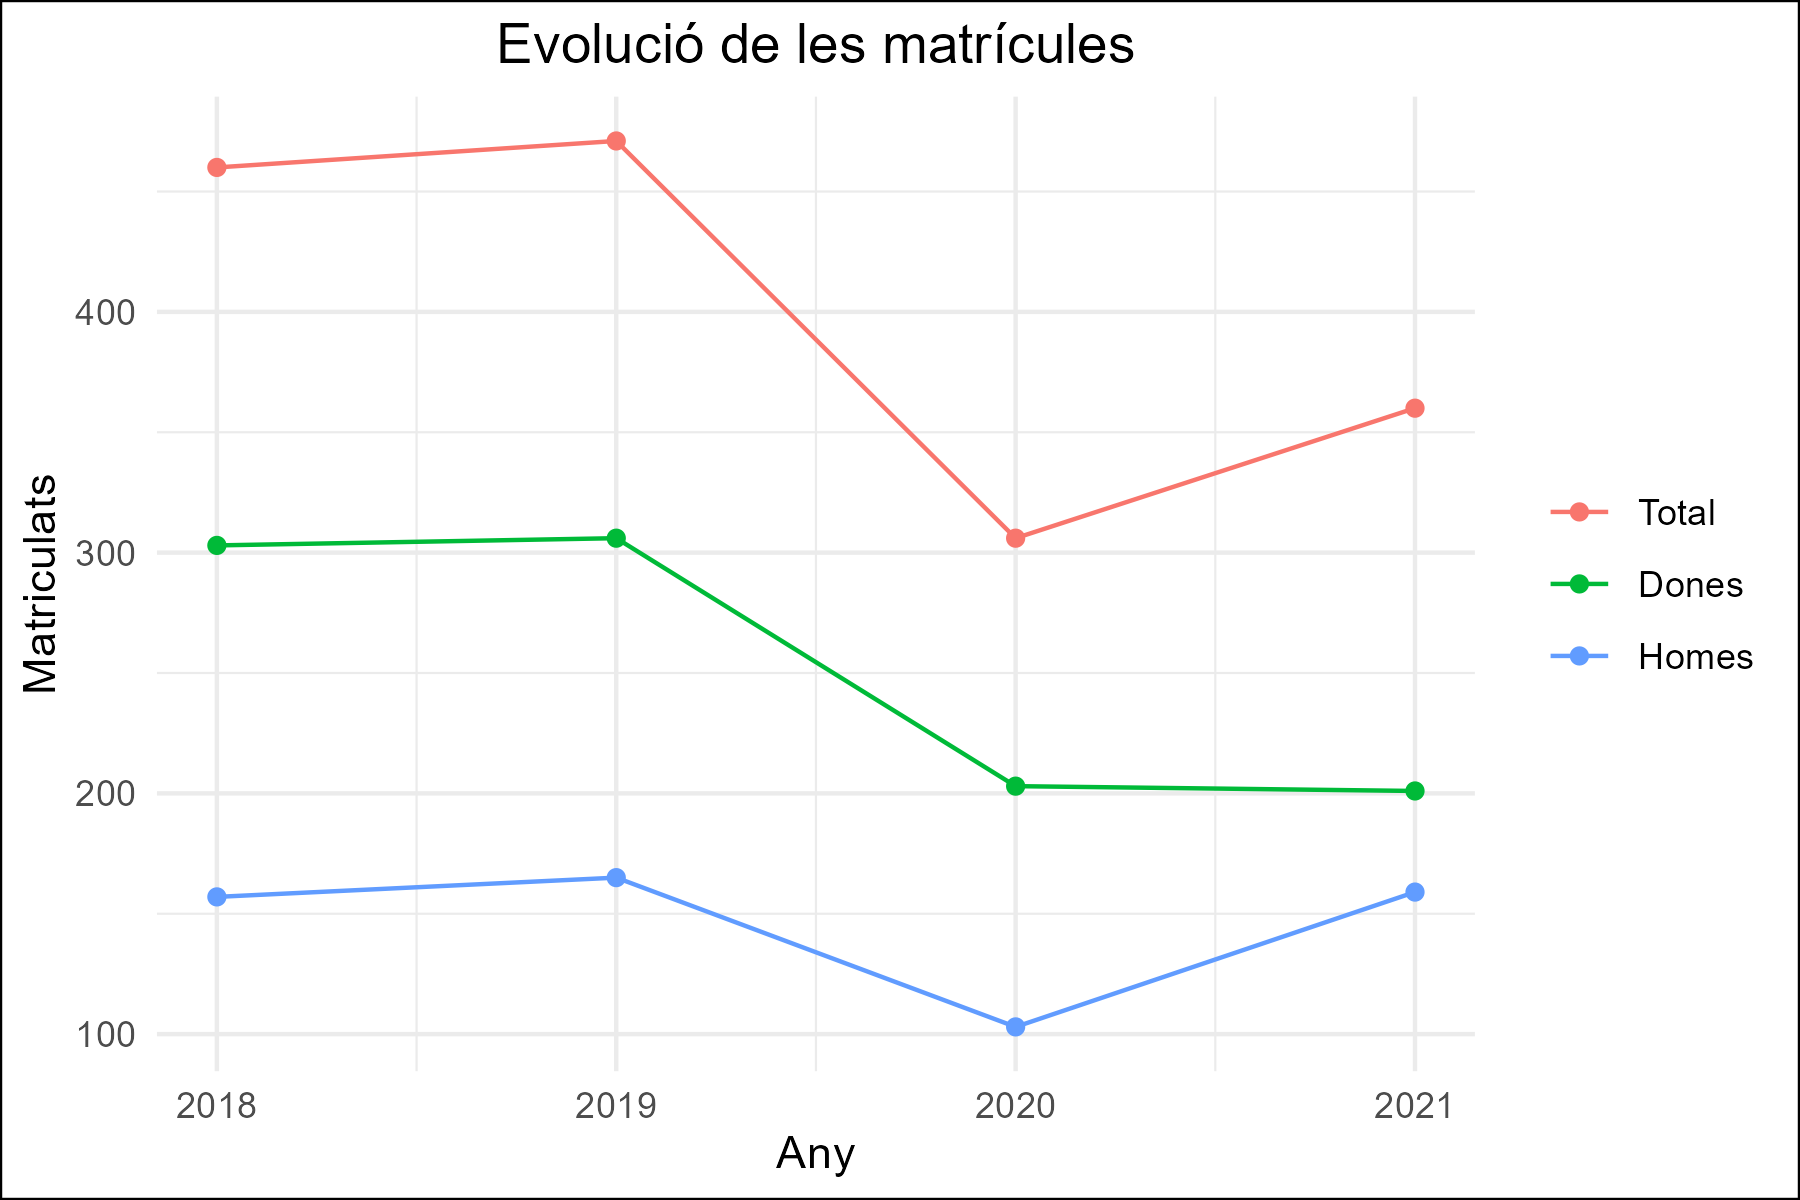 Evolució de les matrícules
Matriculats
400
300
200
100
2018
2019
2020
2021
Any
Total
Dones
Homes